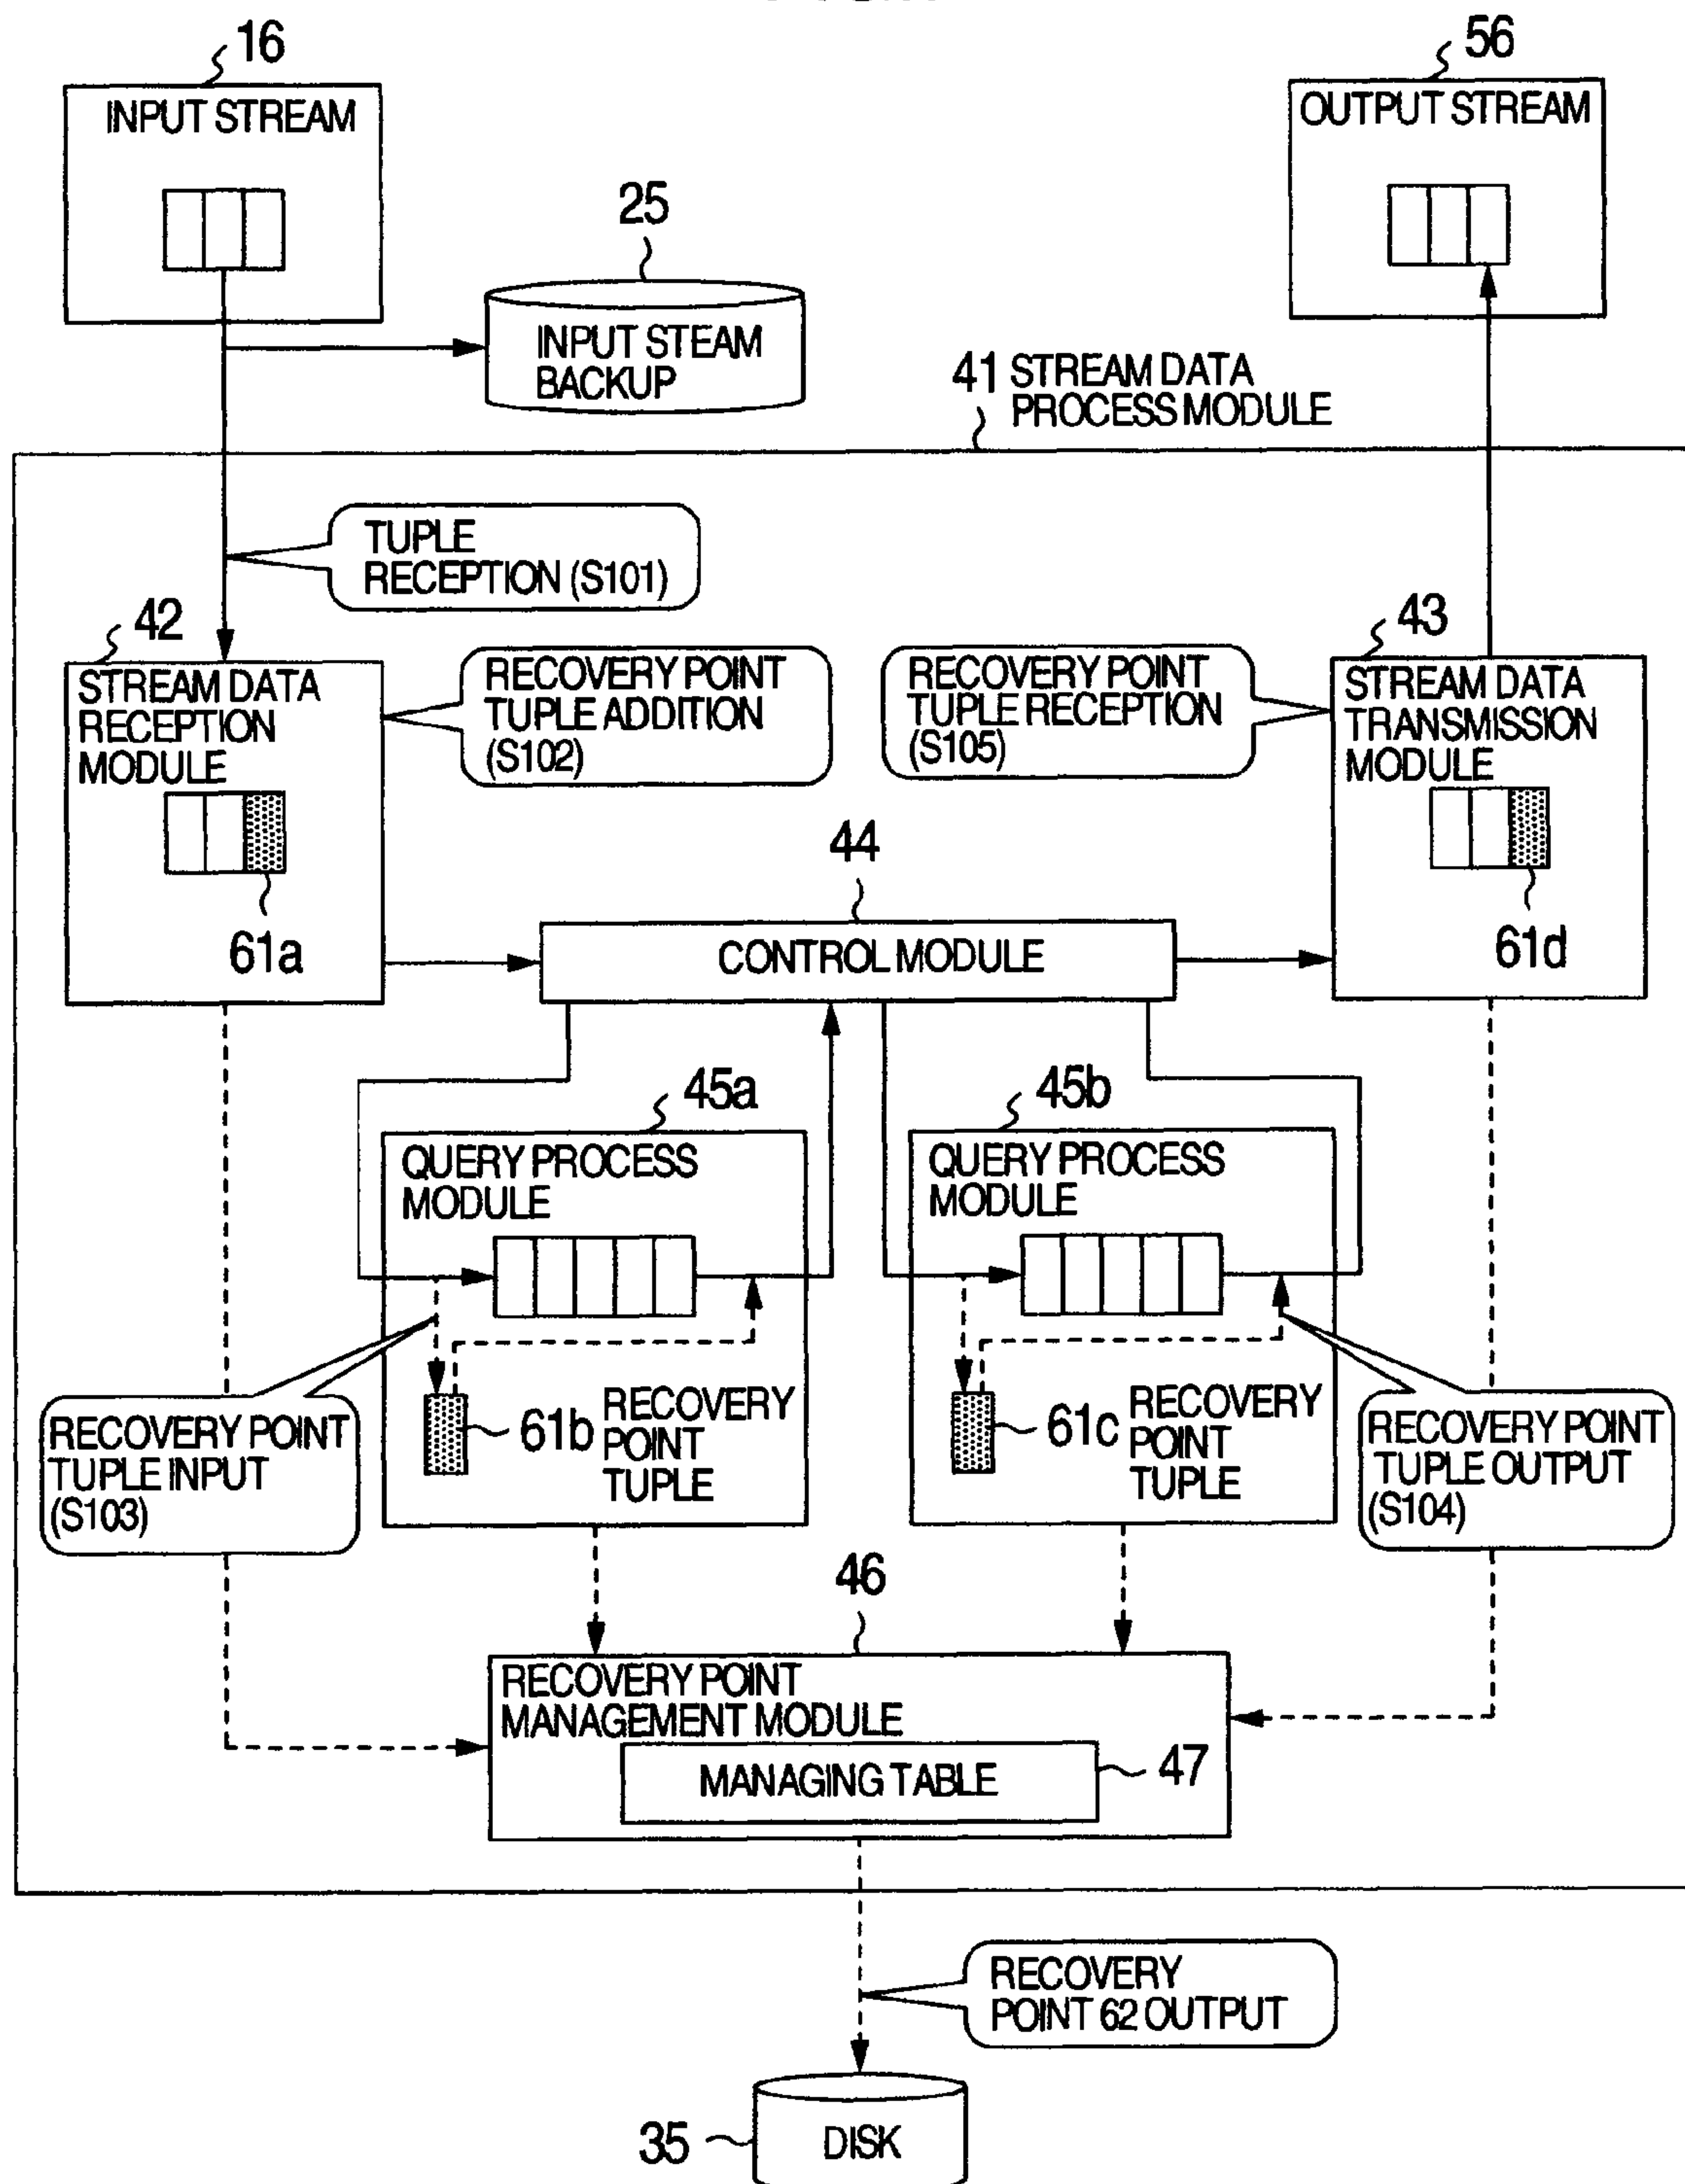 16
INPUT STREAM
56
OUTPUT STREAM
25
INPUT STEAM
BACKUP
41 STREAM DATA
PROCESS MODULE
TUPLE
RECEPTION (S101)
42
STREAM DATA
RECEPTION
MODULE
61a
RECOVERY POINT
TUPLE ADDITION
(S102)
RECOVERY POINT
TUPLE RECEPTION
(S105)
43
STREAM DATA
TRANSMISSION
MODULE
61d
44
CONTROL MODULE
45a
QUERY PROCESS
MODULE
45b
QUERY PROCESS
MODULE
RECOVERY POINT
TUPLE INPUT
(S103)
61b RECOVERY
POINT
TUPLE
61c RECOVERY
POINT
TUPLE
RECOVERY POINT
TUPLE OUTPUT
(S104)
46
RECOVERY POINT
MANAGEMENT MODULE
MANAGING TABLE
47
RECOVERY
POINT 62 OUTPUT
35
DISK